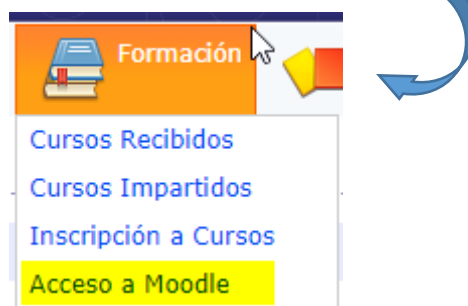 Formación
Cursos Recibidos
Cursos Impartidos
Inscripción a Cursos
Acceso a Moodle